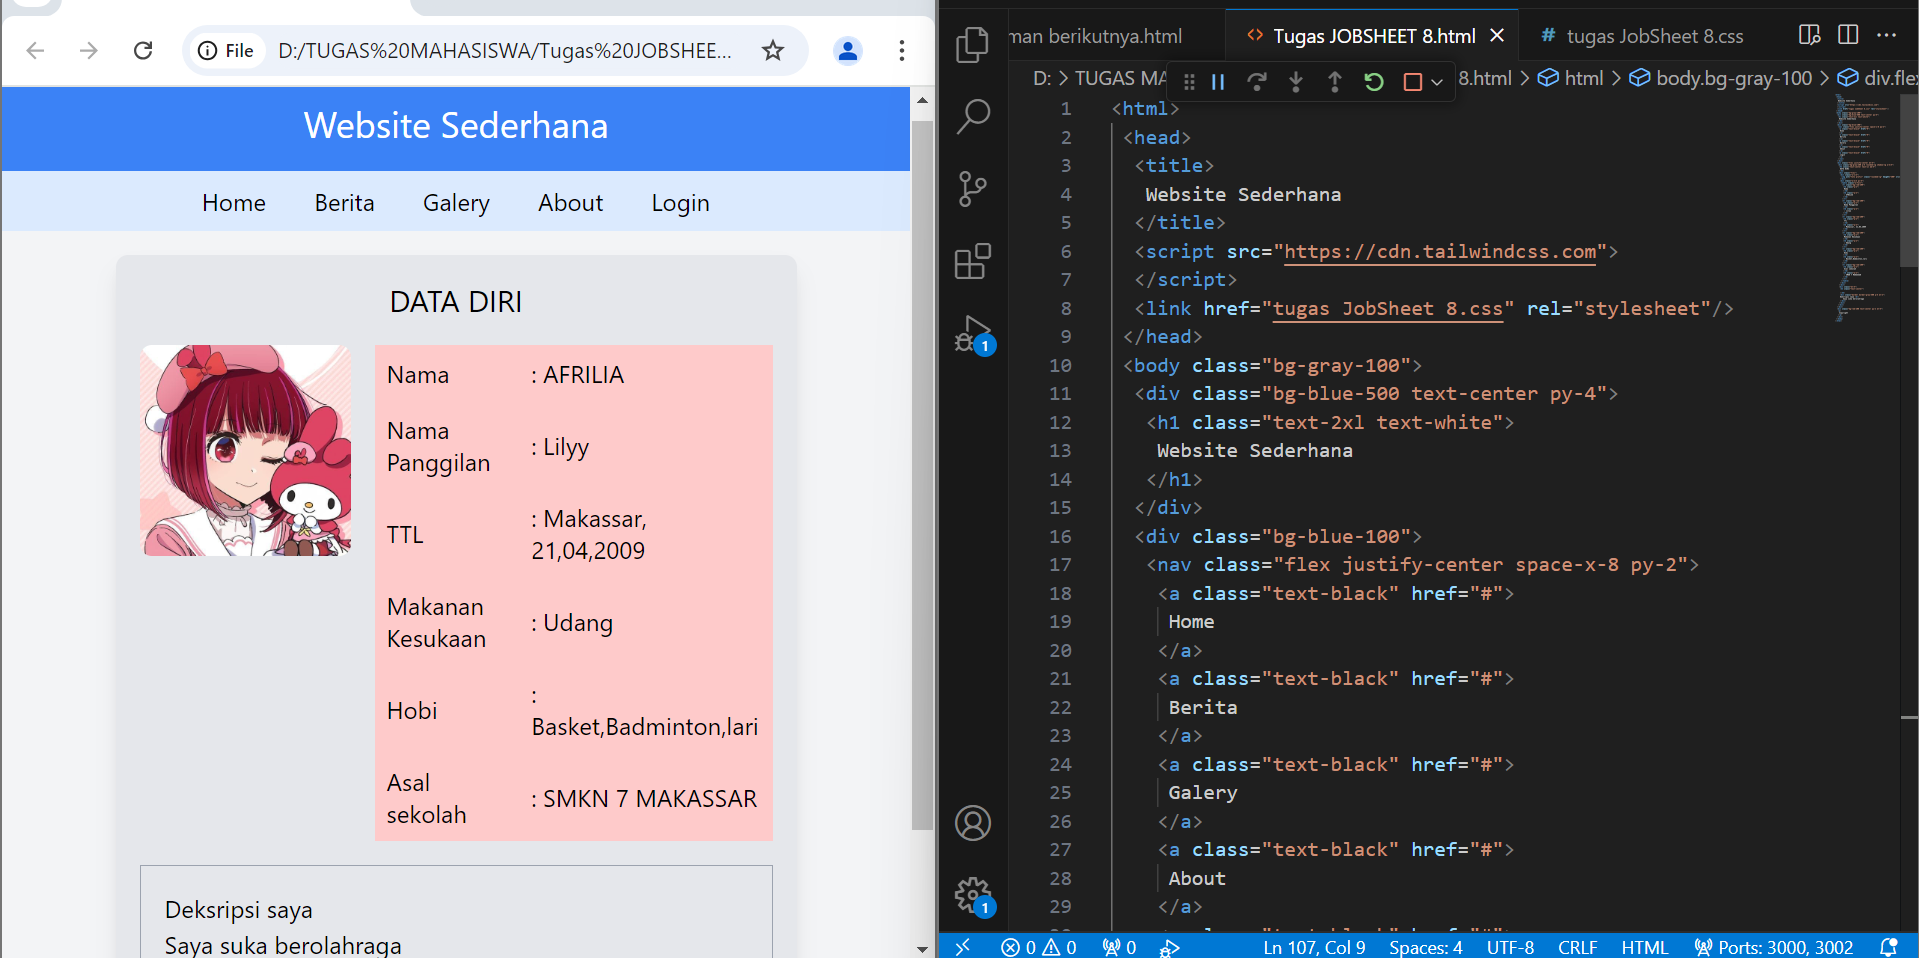 File D:/TUGAS%20MAHASISWA/Tugas%20JOBSHEE...
Website Sederhana
Home Berita Galery About Login
DATA DIRI
Nama : AFRILIA
Nama Panggilan : Lilyy
TTL : Makassar, 21,04,2009
Makanan Kesukaan : Udang
Hobi : Basket,Badminton,lari
Asal sekolah : SMKN 7 MAKASSAR
Deksripsi saya
Saya suka berolahraga
man berikutnya.html Tugas JOBSHEET 8.html # tugas JobSheet 8.css ...
D: > TUGAS MA 8.html > html > body.bg-gray-100 > div.fle
1 <html>
2 <head>
3 <title>
4 Website Sederhana
5 </title>
6 <script src="https://cdn.tailwindcss.com">
7 </script>
8 <link href="tugas JobSheet 8.css" rel="stylesheet"/>
9 </head>
10 <body class="bg-gray-100">
11 <div class="bg-blue-500 text-center py-4">
12 <h1 class="text-2xl text-white">
13 Website Sederhana
14 </h1>
15 </div>
16 <div class="bg-blue-100">
17 <nav class="flex justify-center space-x-8 py-2">
18 <a class="text-black" href="#">
19 Home
20 </a>
21 <a class="text-black" href="#">
22 Berita
23 </a>
24 <a class="text-black" href="#">
25 Galery
26 </a>
27 <a class="text-black" href="#">
28 About
29 </a>
1
1
0 0 0 Ln 107, Col 9 Spaces: 4 UTF-8 CRLF HTML Ports: 3000, 3002